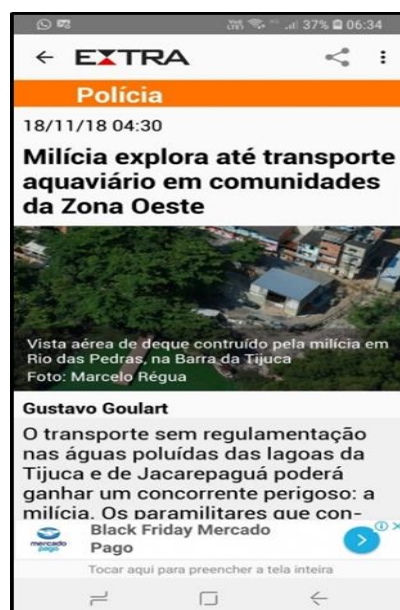 37% 06:34
EXTRA
Polícia
18/11/18 04:30
Milícia explora até transporte
aquaviário em comunidades
da Zona Oeste
Vista aérea de deque contruído pela milícia em
Rio das Pedras, na Barra da Tijuca
Foto: Marcelo Régua
Gustavo Goulart
O transporte sem regulamentação
nas águas poluídas das lagoas da
Tijuca e de Jacarepaguá poderá
ganhar um concorrente perigoso: a
milícia. Os paramilitares que con-
mercado
pago
Black Friday Mercado
Pago
Tocar aqui para preencher a tela inteira